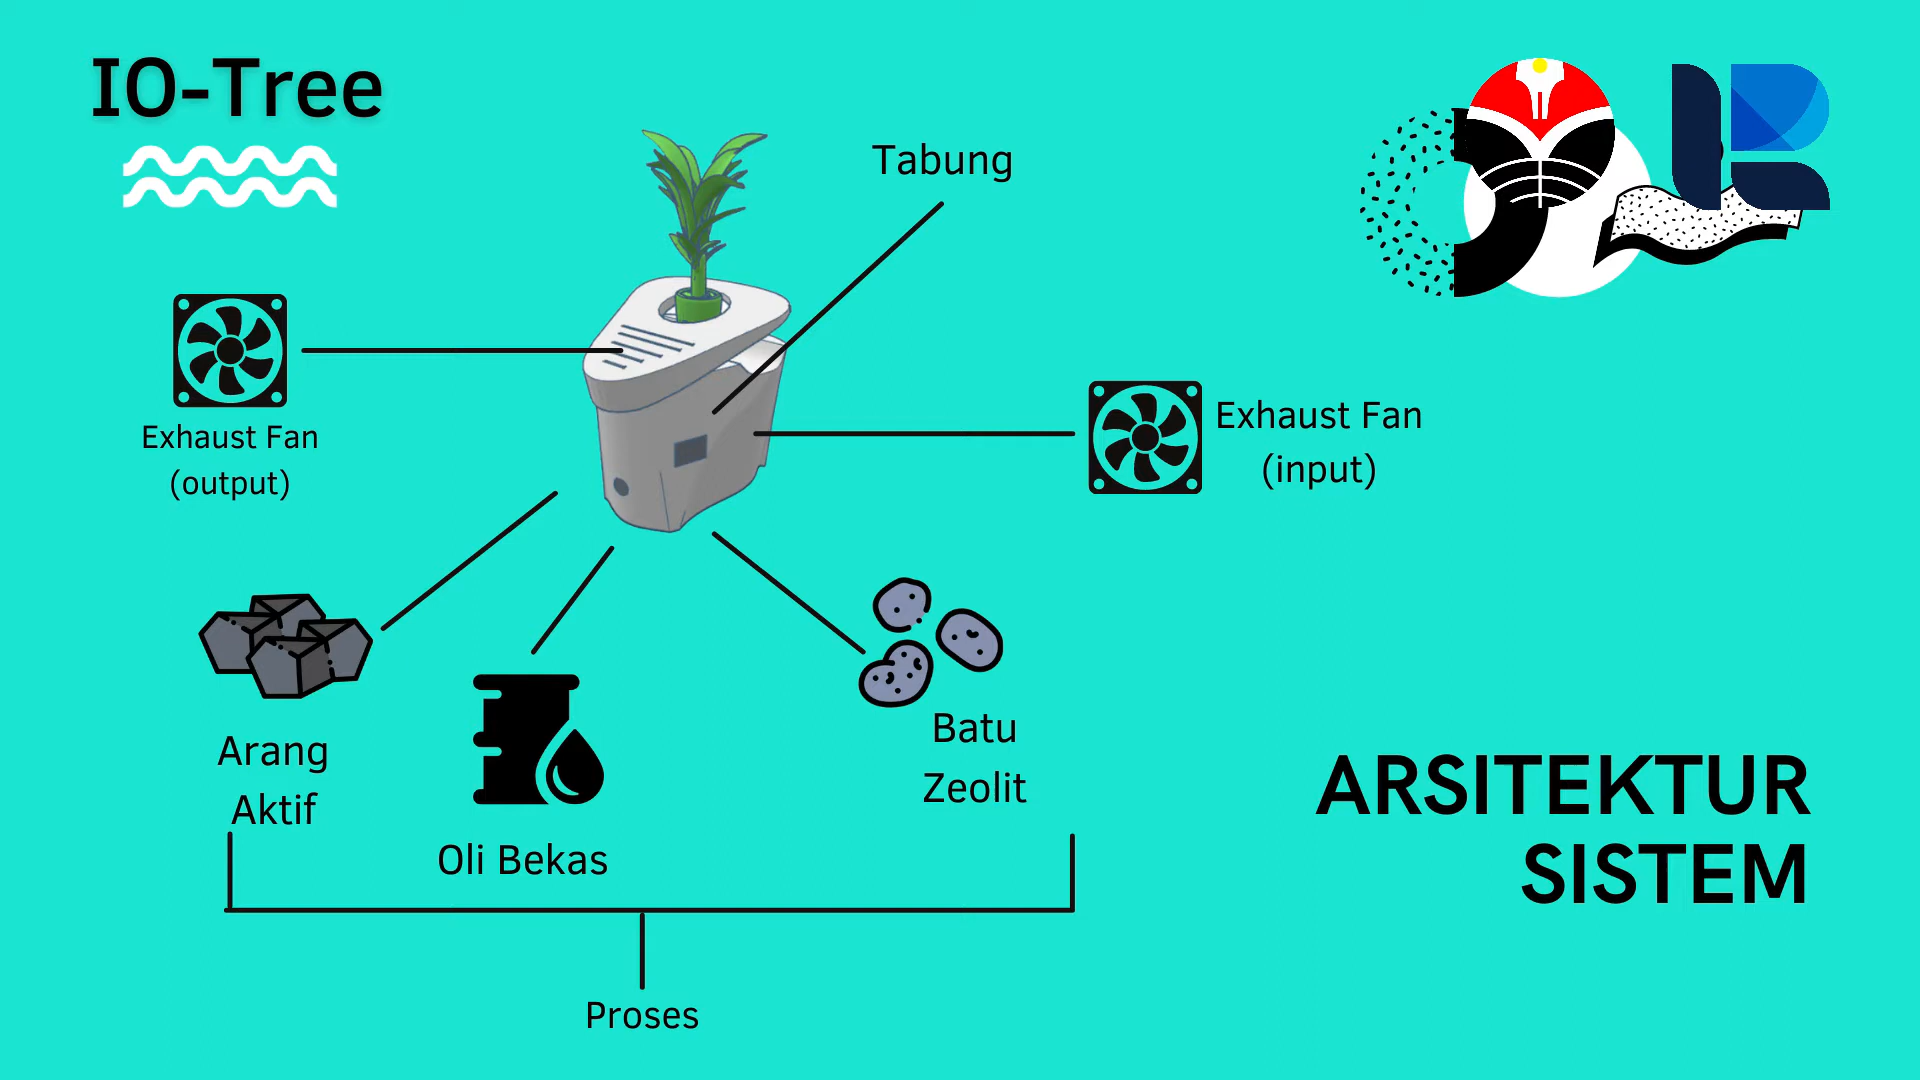 IO-Tree
Tabung
Exhaust Fan
(output)
Exhaust Fan
(input)
Arang
Aktif
Oli Bekas
Batu
Zeolit
Proses
ARSITEKTUR
SISTEM